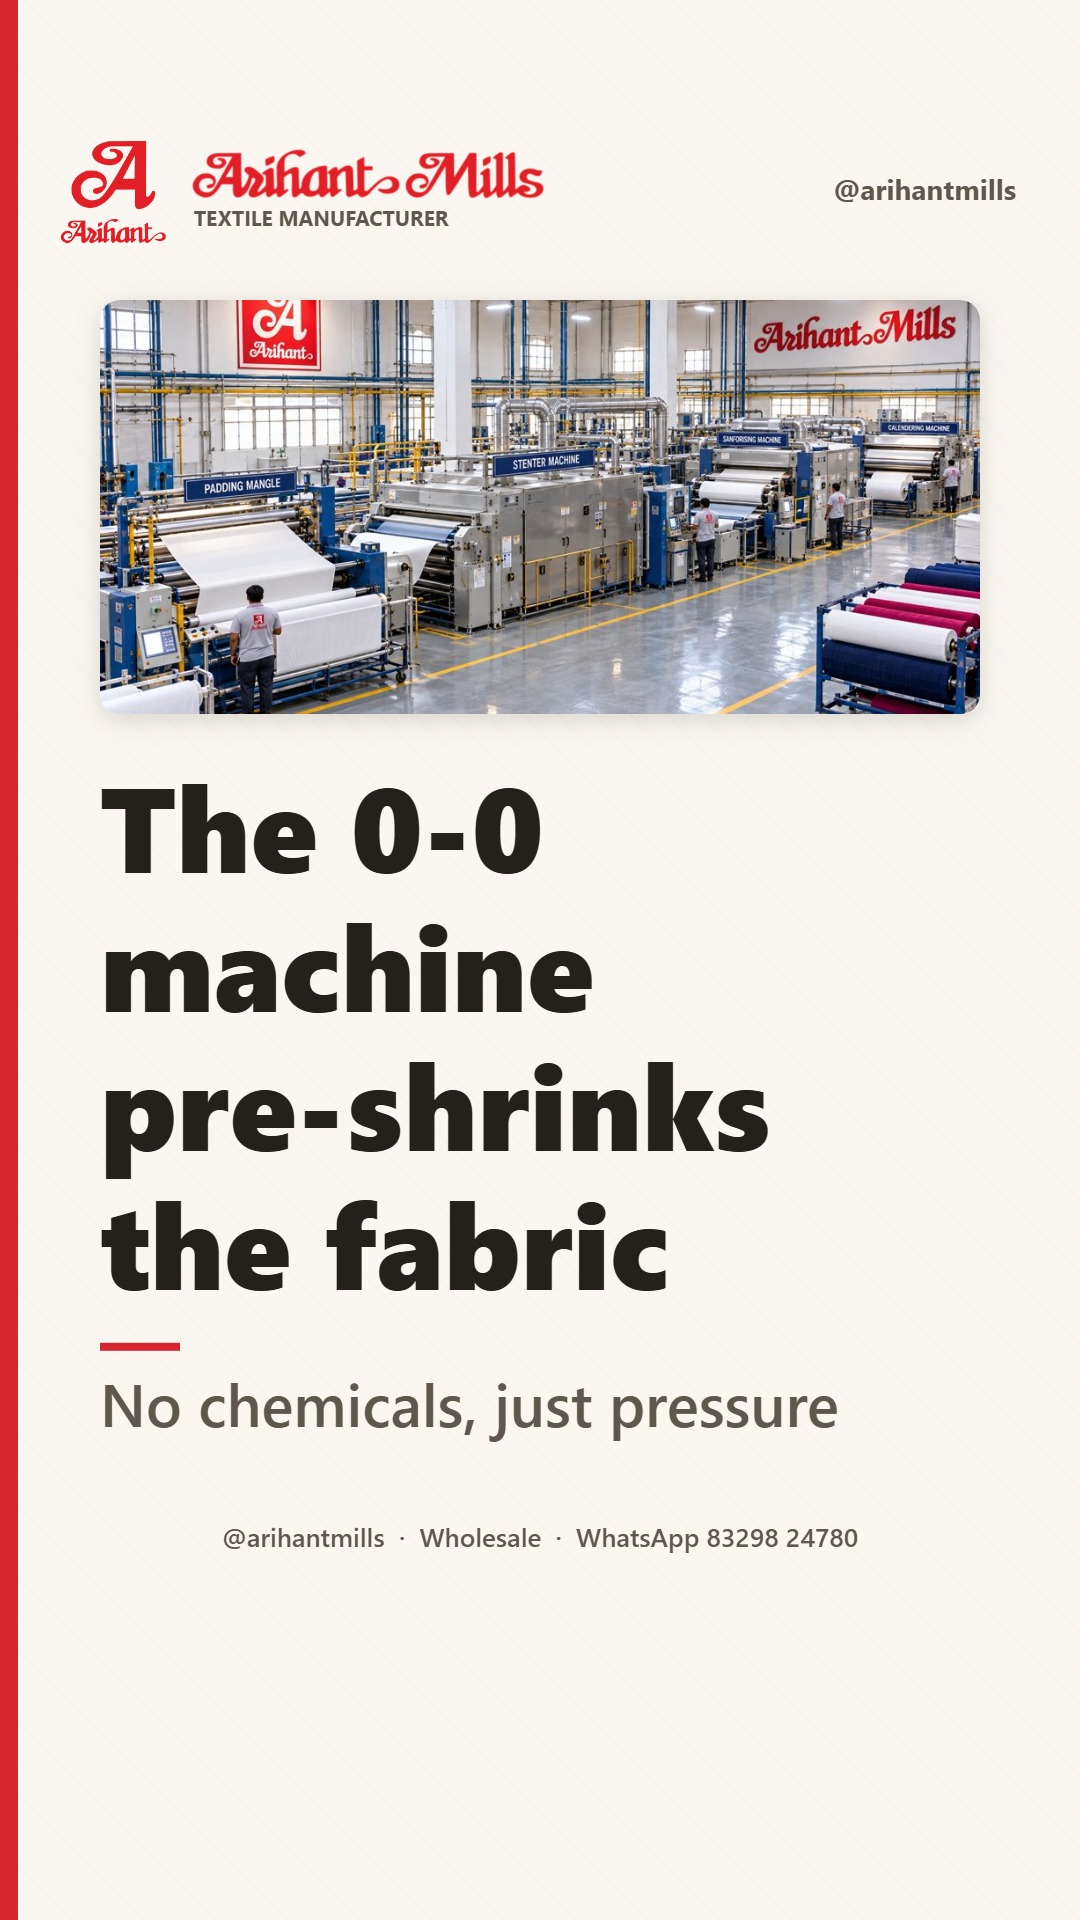 A
Arihant
Arihant Mills
TEXTILE MANUFACTURER
@arihantmills
A
Arihant
Arihant Mills
PADDING MANGLE
STENTER MACHINE
SANFORISING MACHINE
CALENDERING MACHINE
The 0-0
machine
pre-shrinks
the fabric
No chemicals, just pressure
@arihantmills · Wholesale · WhatsApp 83298 24780